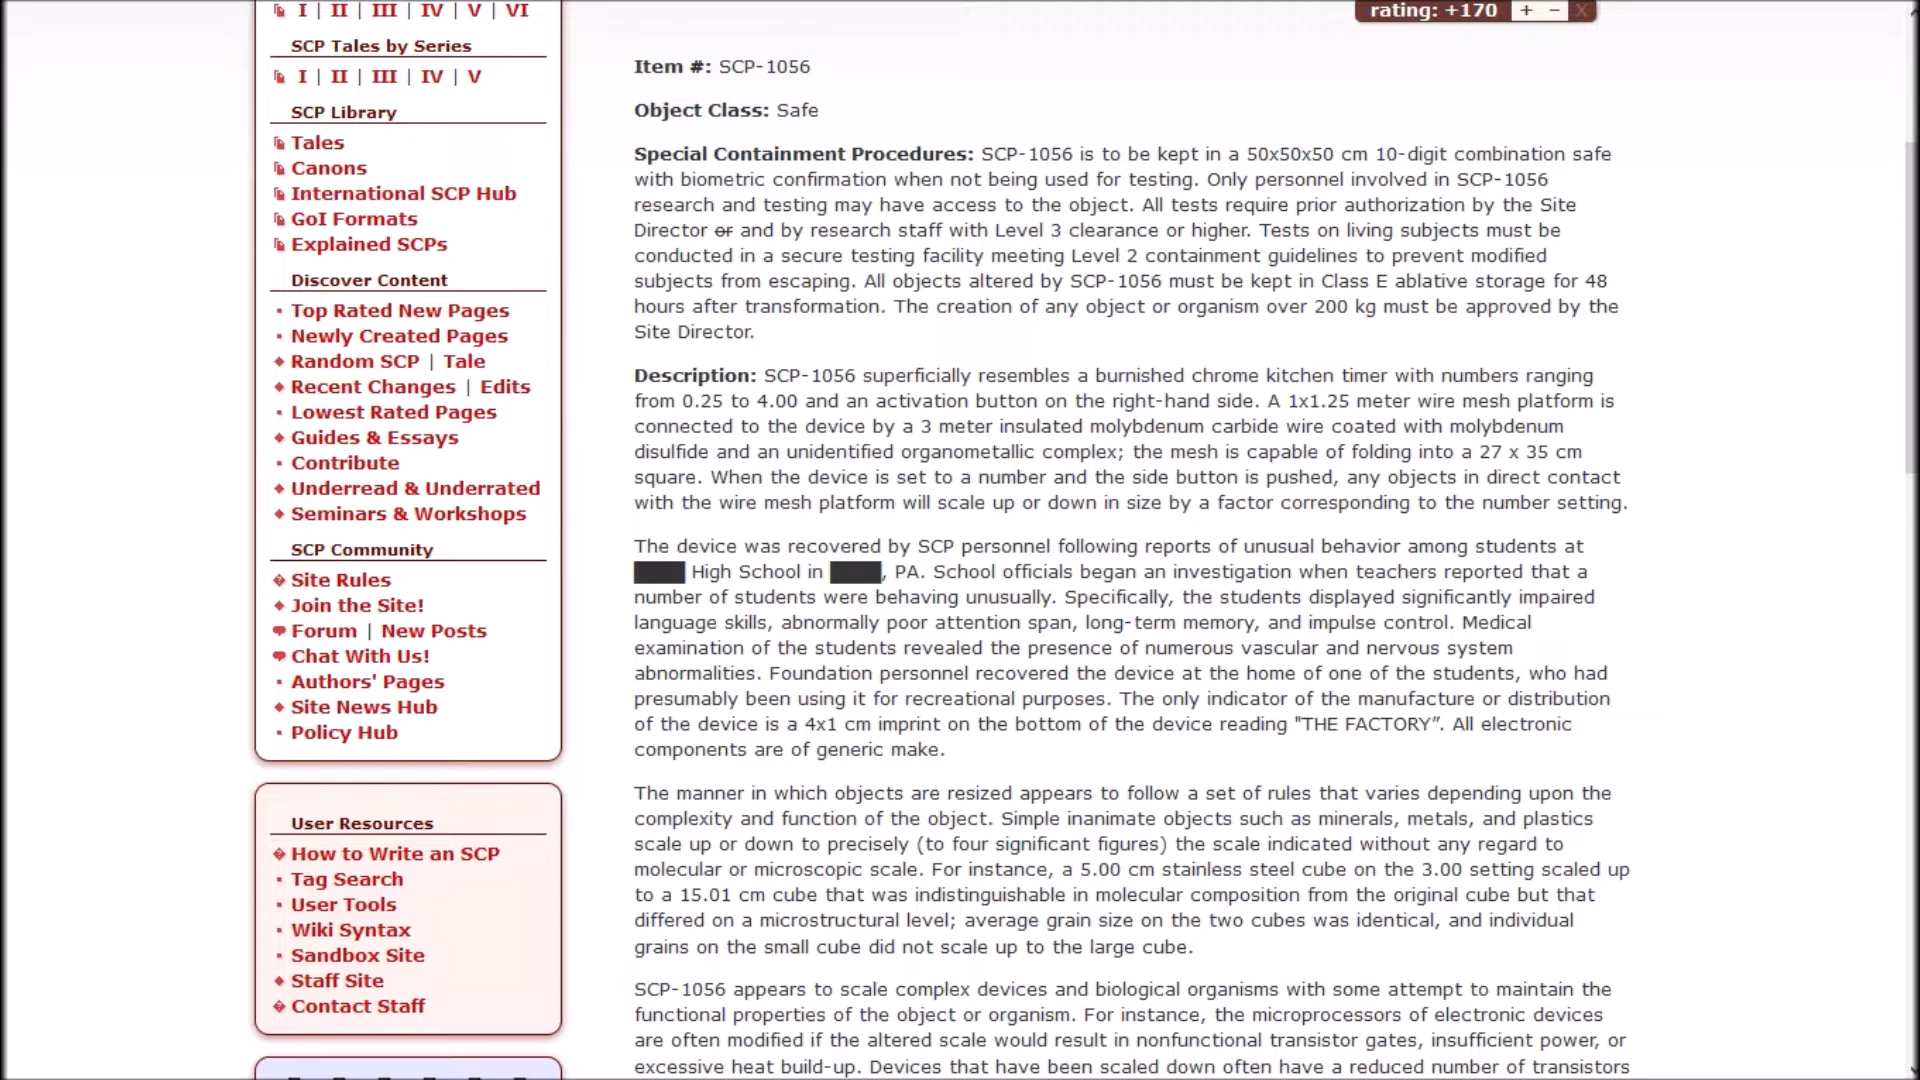 I | II | III | IV | V | VI
SCP Tales by Series
I | II | III | IV | V
SCP Library
Tales
Canons
International SCP Hub
GoI Formats
Explained SCPs
Discover Content
Top Rated New Pages
Newly Created Pages
Random SCP | Tale
Recent Changes | Edits
Lowest Rated Pages
Guides & Essays
Contribute
Underread & Underrated
Seminars & Workshops
SCP Community
Site Rules
Join the Site!
Forum | New Posts
Chat With Us!
Authors' Pages
Site News Hub
Policy Hub
User Resources
How to Write an SCP
Tag Search
User Tools
Wiki Syntax
Sandbox Site
Staff Site
Contact Staff
rating: +170 + − X
Item #: SCP-1056
Object Class: Safe
Special Containment Procedures: SCP-1056 is to be kept in a 50x50x50 cm 10-digit combination safe
with biometric confirmation when not being used for testing. Only personnel involved in SCP-1056
research and testing may have access to the object. All tests require prior authorization by the Site
Director or and by research staff with Level 3 clearance or higher. Tests on living subjects must be
conducted in a secure testing facility meeting Level 2 containment guidelines to prevent modified
subjects from escaping. All objects altered by SCP-1056 must be kept in Class E ablative storage for 48
hours after transformation. The creation of any object or organism over 200 kg must be approved by the
Site Director.
Description: SCP-1056 superficially resembles a burnished chrome kitchen timer with numbers ranging
from 0.25 to 4.00 and an activation button on the right-hand side. A 1x1.25 meter wire mesh platform is
connected to the device by a 3 meter insulated molybdenum carbide wire coated with molybdenum
disulfide and an unidentified organometallic complex; the mesh is capable of folding into a 27 x 35 cm
square. When the device is set to a number and the side button is pushed, any objects in direct contact
with the wire mesh platform will scale up or down in size by a factor corresponding to the number setting.
The device was recovered by SCP personnel following reports of unusual behavior among students at
████ High School in ████, PA. School officials began an investigation when teachers reported that a
number of students were behaving unusually. Specifically, the students displayed significantly impaired
language skills, abnormally poor attention span, long-term memory, and impulse control. Medical
examination of the students revealed the presence of numerous vascular and nervous system
abnormalities. Foundation personnel recovered the device at the home of one of the students, who had
presumably been using it for recreational purposes. The only indicator of the manufacture or distribution
of the device is a 4x1 cm imprint on the bottom of the device reading "THE FACTORY”. All electronic
components are of generic make.
The manner in which objects are resized appears to follow a set of rules that varies depending upon the
complexity and function of the object. Simple inanimate objects such as minerals, metals, and plastics
scale up or down to precisely (to four significant figures) the scale indicated without any regard to
molecular or microscopic scale. For instance, a 5.00 cm stainless steel cube on the 3.00 setting scaled up
to a 15.01 cm cube that was indistinguishable in molecular composition from the original cube but that
differed on a microstructural level; average grain size on the two cubes was identical, and individual
grains on the small cube did not scale up to the large cube.
SCP-1056 appears to scale complex devices and biological organisms with some attempt to maintain the
functional properties of the object or organism. For instance, the microprocessors of electronic devices
are often modified if the altered scale would result in nonfunctional transistor gates, insufficient power, or
excessive heat build-up. Devices that have been scaled down often have a reduced number of transistors